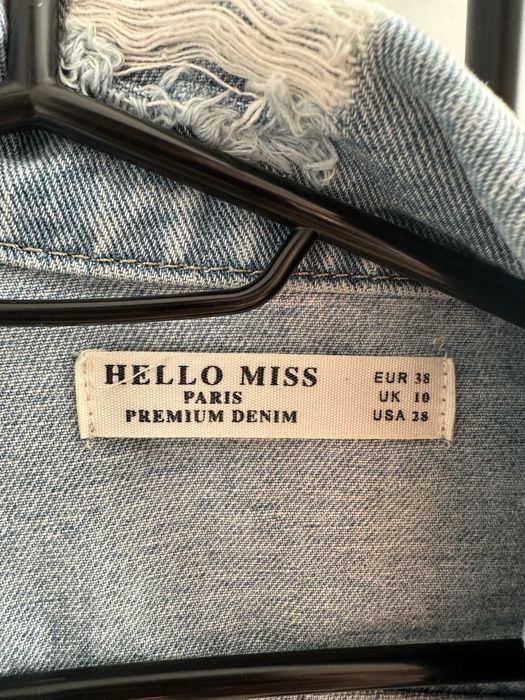 HELLO MISS
PARIS
PREMIUM DENIM
EUR 38
UK 10
USA 28